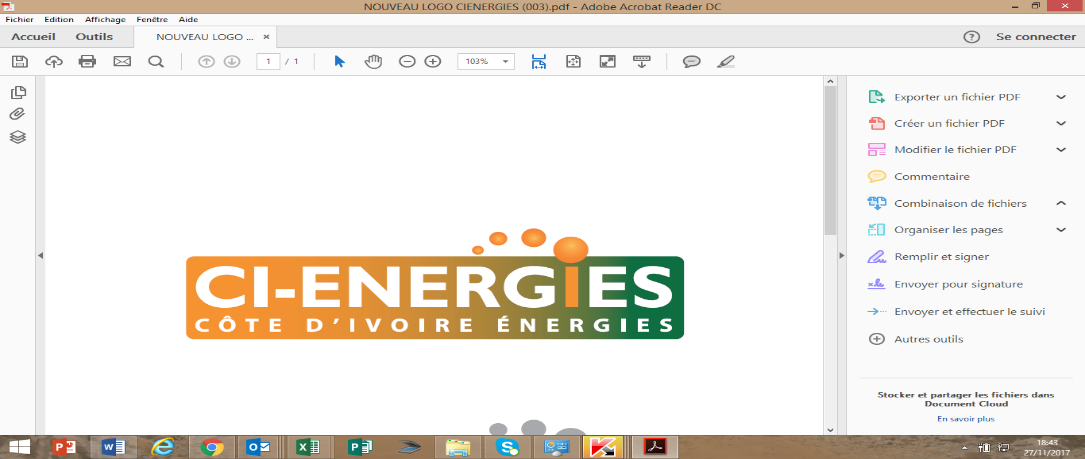 NOUVEAU LOGO CIENERGIES (003).pdf - Adobe Acrobat Reader DC
Fichier Edition Affichage Fenêtre Aide
Accueil Outils NOUVEAU LOGO ... × Se connecter
1 / 1 103%
Exporter un fichier PDF
Créer un fichier PDF
Modifier le fichier PDF
Commentaire
Combinaison de fichiers
Organiser les pages
Remplir et signer
Envoyer pour signature
Envoyer et effectuer le suivi
Autres outils
Stocker et partager les fichiers dans
Document Cloud
En savoir plus
CI-ENERGiES
CÔTE D'IVOIRE ÉNERGIES
18:43
27/11/2017